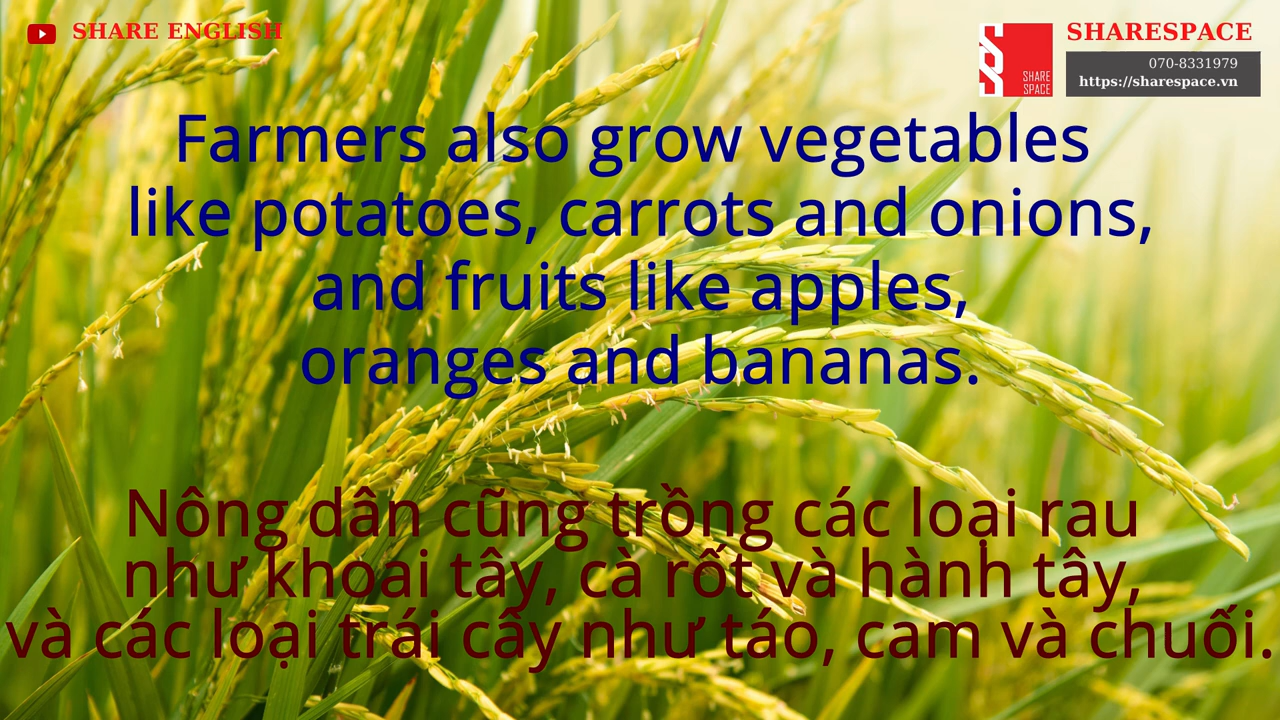 SHARE ENGLISH
SHARESPACE
070-8331979
https://sharespace.vn
SHARE
SPACE
Farmers also grow vegetables
like potatoes, carrots and onions,
and fruits like apples,
oranges and bananas.
Nông dân cũng trồng các loại rau
như khoai tây, cà rốt và hành tây,
và các loại trái cây như táo, cam và chuối.